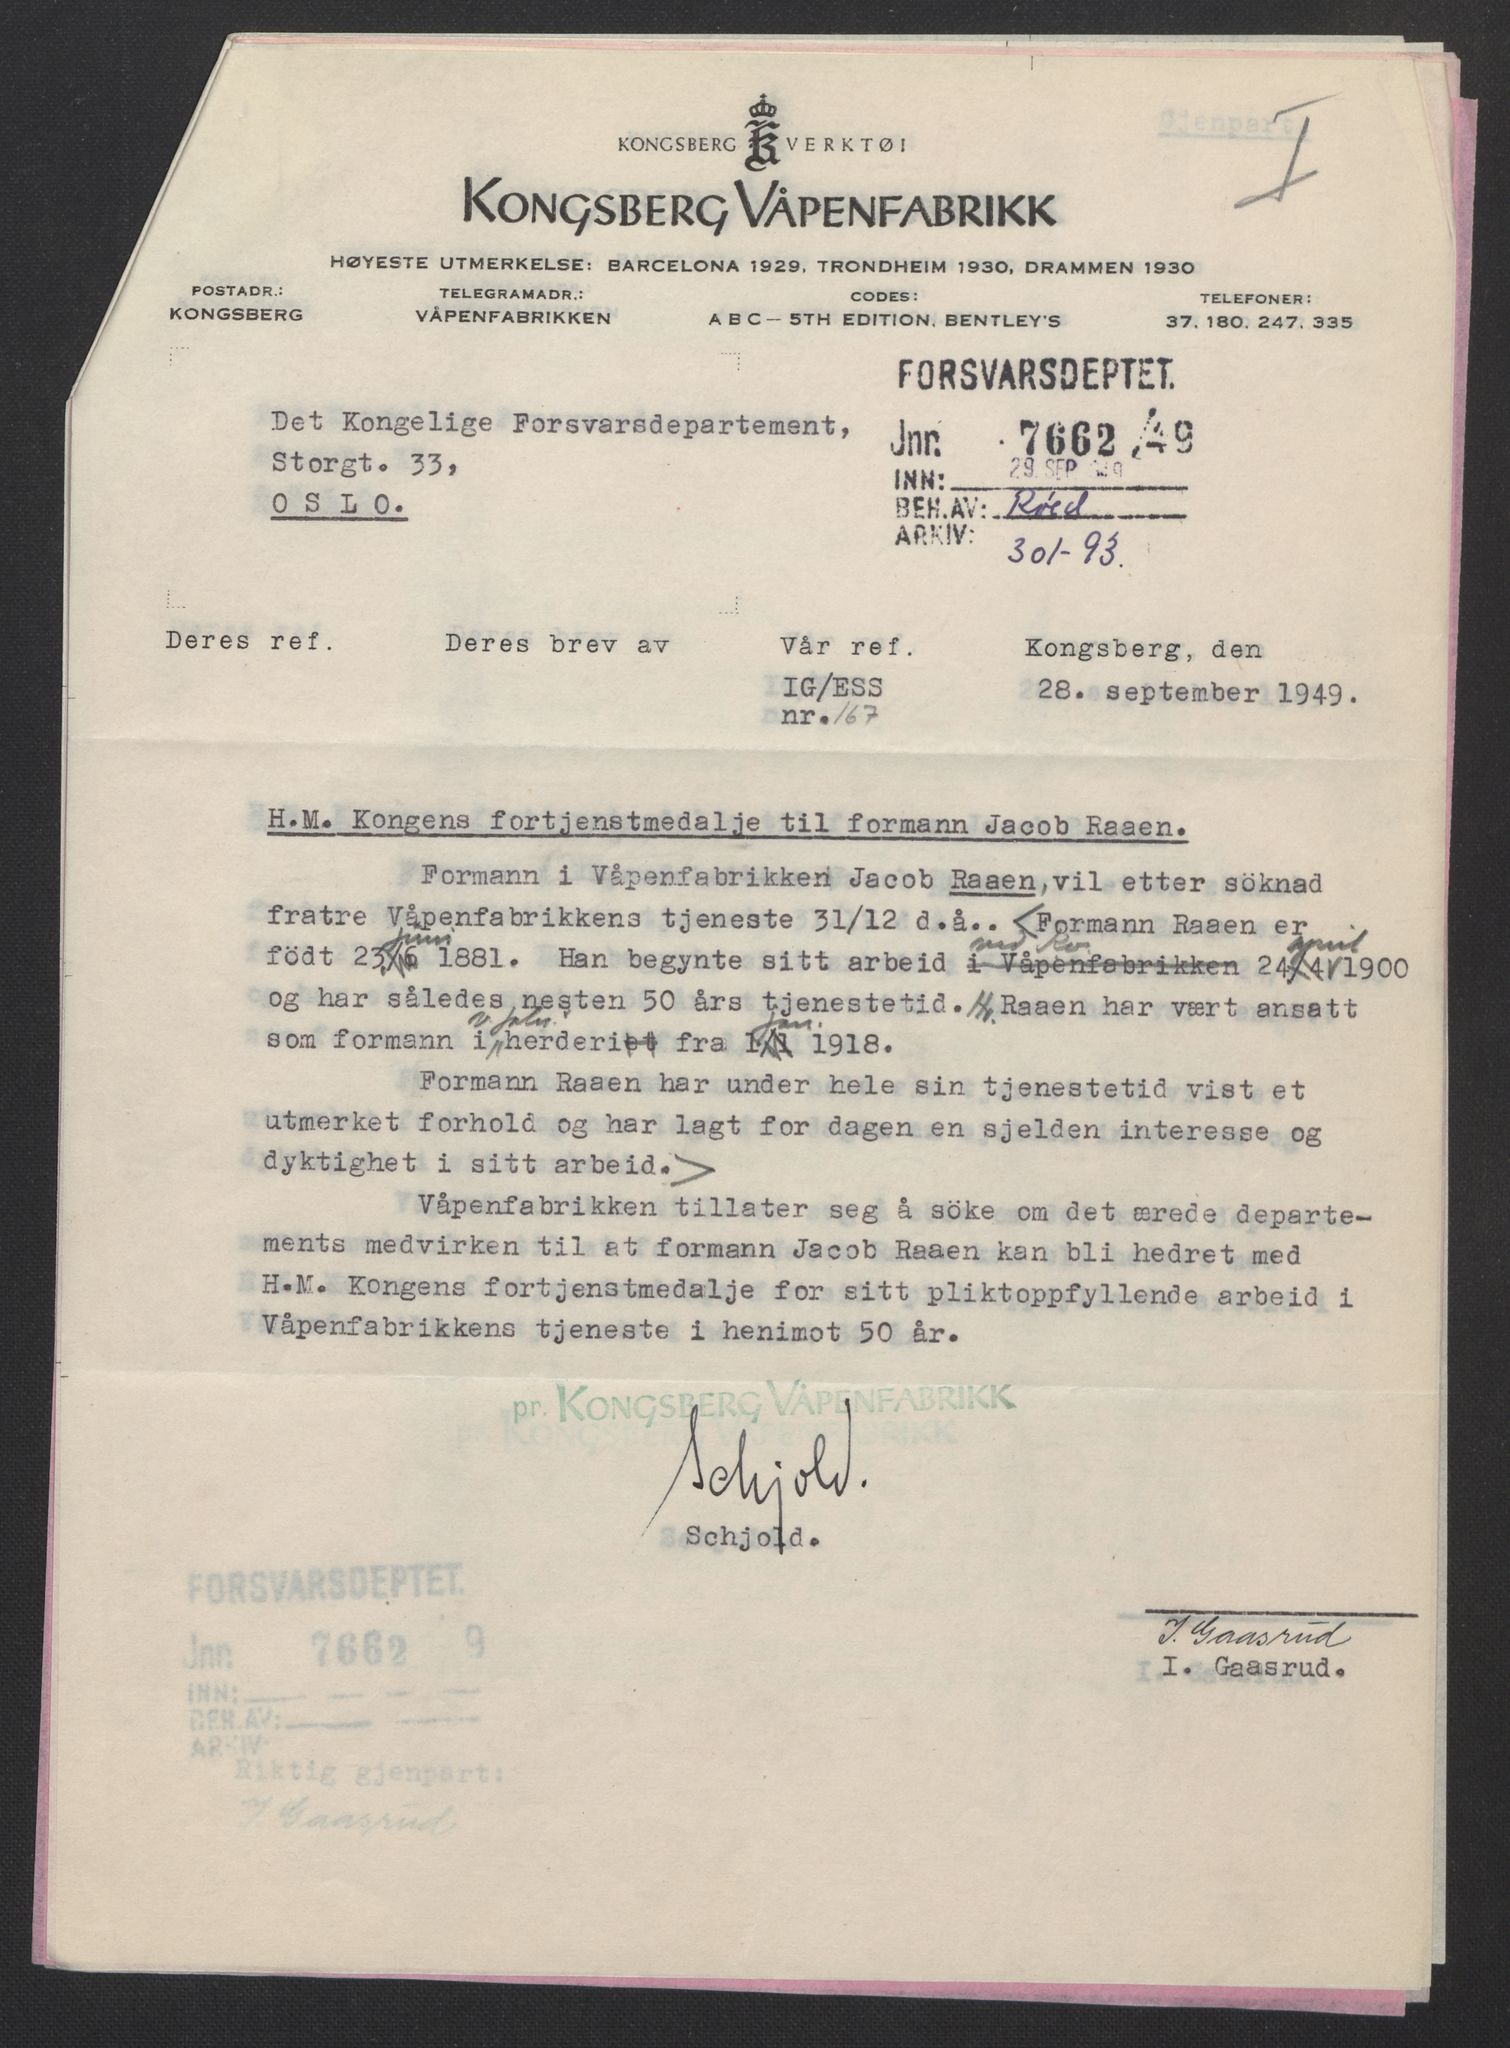 Gjenpart
I
KONGSBERG VERKTØI
KONGSBERG VÅPENFABRIKK
HØYESTE UTMERKELSE: BARCELONA 1929, TRONDHEIM 1930, DRAMMEN 1930
POSTADR.: TELEGRAMADR.: CODES: TELEFONER:
KONGSBERG VÅPENFABRIKKEN A B C — 5TH EDITION, BENTLEY'S 37, 180, 247, 335
FORSVARSDEPTET.
Jnr. 7662 /49
INN: 29. SEP
BEH.AV: Röed
ARKIV: 301-93.
Det Kongelige Forsvarsdepartement,
Storgt. 33,
O S L O.
Deres ref. Deres brev av Vår ref. Kongsberg, den
IG/ESS 28. september 1949.
nr. 167
H.M. Kongens fortjenstmedalje til formann Jacob Raaen.
Formann i Våpenfabrikken Jacob Raaen, vil etter söknad
fratre Våpenfabrikkens tjeneste 31/12 d.å.. < Formann Raaen er
juni ved Kv. april
födt 23/6 1881. Han begynte sitt arbeid i Våpenfabrikken 24/4 1900
og har således nesten 50 års tjenestetid. H. Raaen har vært ansatt
jan.
som formann i herderiet fra 1/1 1918.
Formann Raaen har under hele sin tjenestetid vist et
utmerket forhold og har lagt for dagen en sjelden interesse og
dyktighet i sitt arbeid. >
Våpenfabrikken tillater seg å söke om det ærede departe-
ments medvirken til at formann Jacob Raaen kan bli hedret med
H.M. Kongens fortjenstmedalje for sitt pliktoppfyllende arbeid i
Våpenfabrikkens tjeneste i henimot 50 år.
pr. KONGSBERG VÅPENFABRIKK
Schjold.
Schjold.
I. Gaasrud
I. Gaasrud.
FORSVARSDEPTET.
Jnr. 7662 9
INN:
BEH.AV:
ARKIV:
Riktig gjenpart:
I. Gaasrud